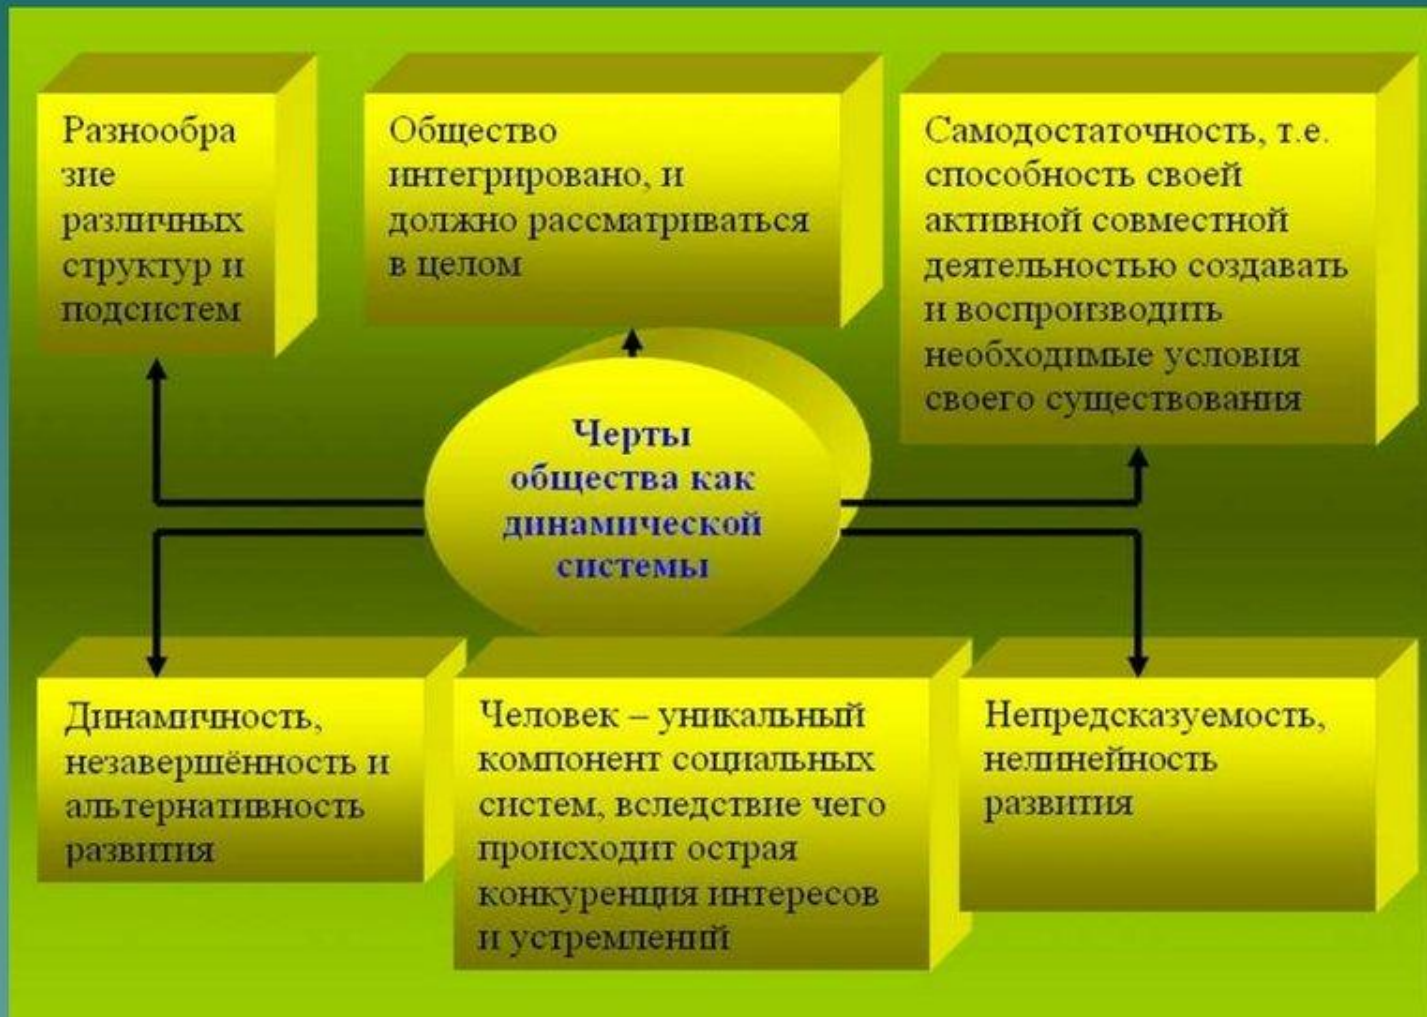 Разнообра
зие
различных
структур и
подсистем
Общество
интегрировано, и
должно рассматриваться
в целом
Самодостаточность, т.е.
способность своей
активной совместной
деятельностью создавать
и воспроизводить
необходимые условия
своего существования
Черты
общества как
динамической
системы
Динамичность,
незавершённость и
альтернативность
развития
Человек – уникальный
компонент социальных
систем, вследствие чего
происходит острая
конкуренция интересов
и устремлений
Непредсказуемость,
нелинейность
развития